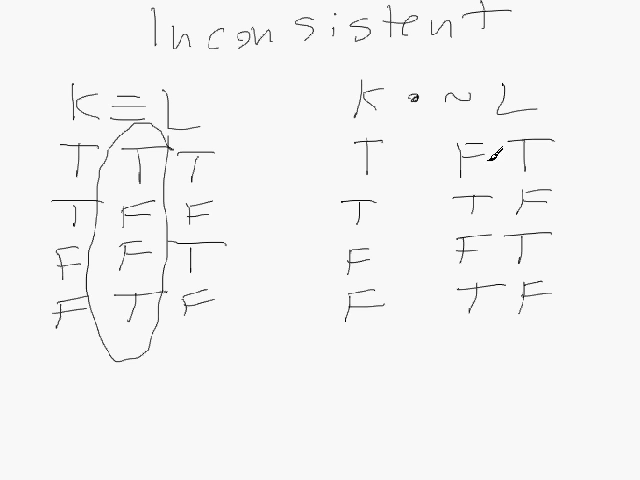 Inconsistent
K ≡ L K • ~ L
T T T T F T
T F F T T F
F F T F F T
F T F F T F